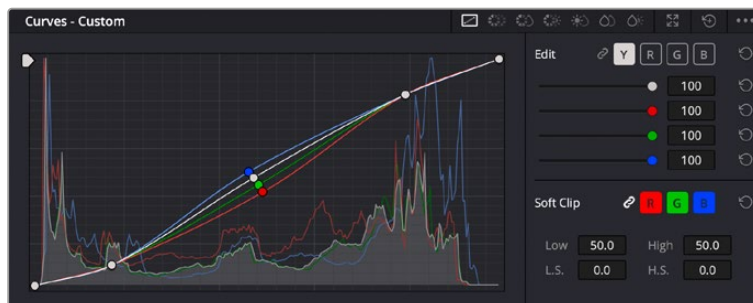 Curves - Custom
Edit Y R G B
100
100
100
100
Soft Clip R G B
Low 50.0 High 50.0
L.S. 0.0 H.S. 0.0